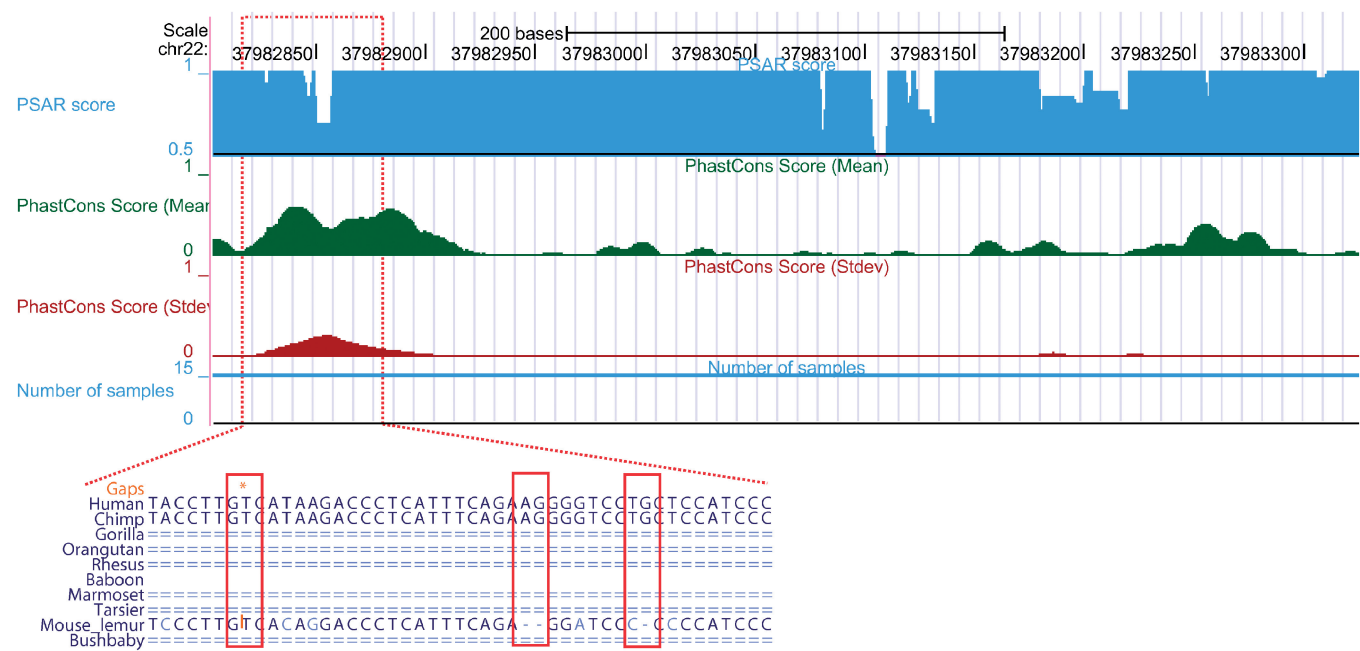 Scale 200 bases
chr22: 37982850 37982900 37982950 37983000 37983050 37983100 37983150 37983200 37983250 37983300
PSAR score
1
PSAR score
0.5
1 PhastCons Score (Mean)
PhastCons Score (Mean
0
1 PhastCons Score (Stdev)
PhastCons Score (Stdev
0
15 Number of samples
Number of samples
0
Gaps *
Human TACCTTGTCATAAGACCCTCATTTCAGAAGGGGTCCTGCTCCATCCC
Chimp TACCTTGTCATAAGACCCTCATTTCAGAAGGGGTCCTGCTCCATCCC
Gorilla ===============================================
Orangutan ===============================================
Rhesus ===============================================
Baboon
Marmoset ===============================================
Tarsier ===============================================
Mouse_lemur TCCCTTGTCACAGGACCCTCATTTCAGA--GGATCCC-CCCCATCCC
Bushbaby ===============================================